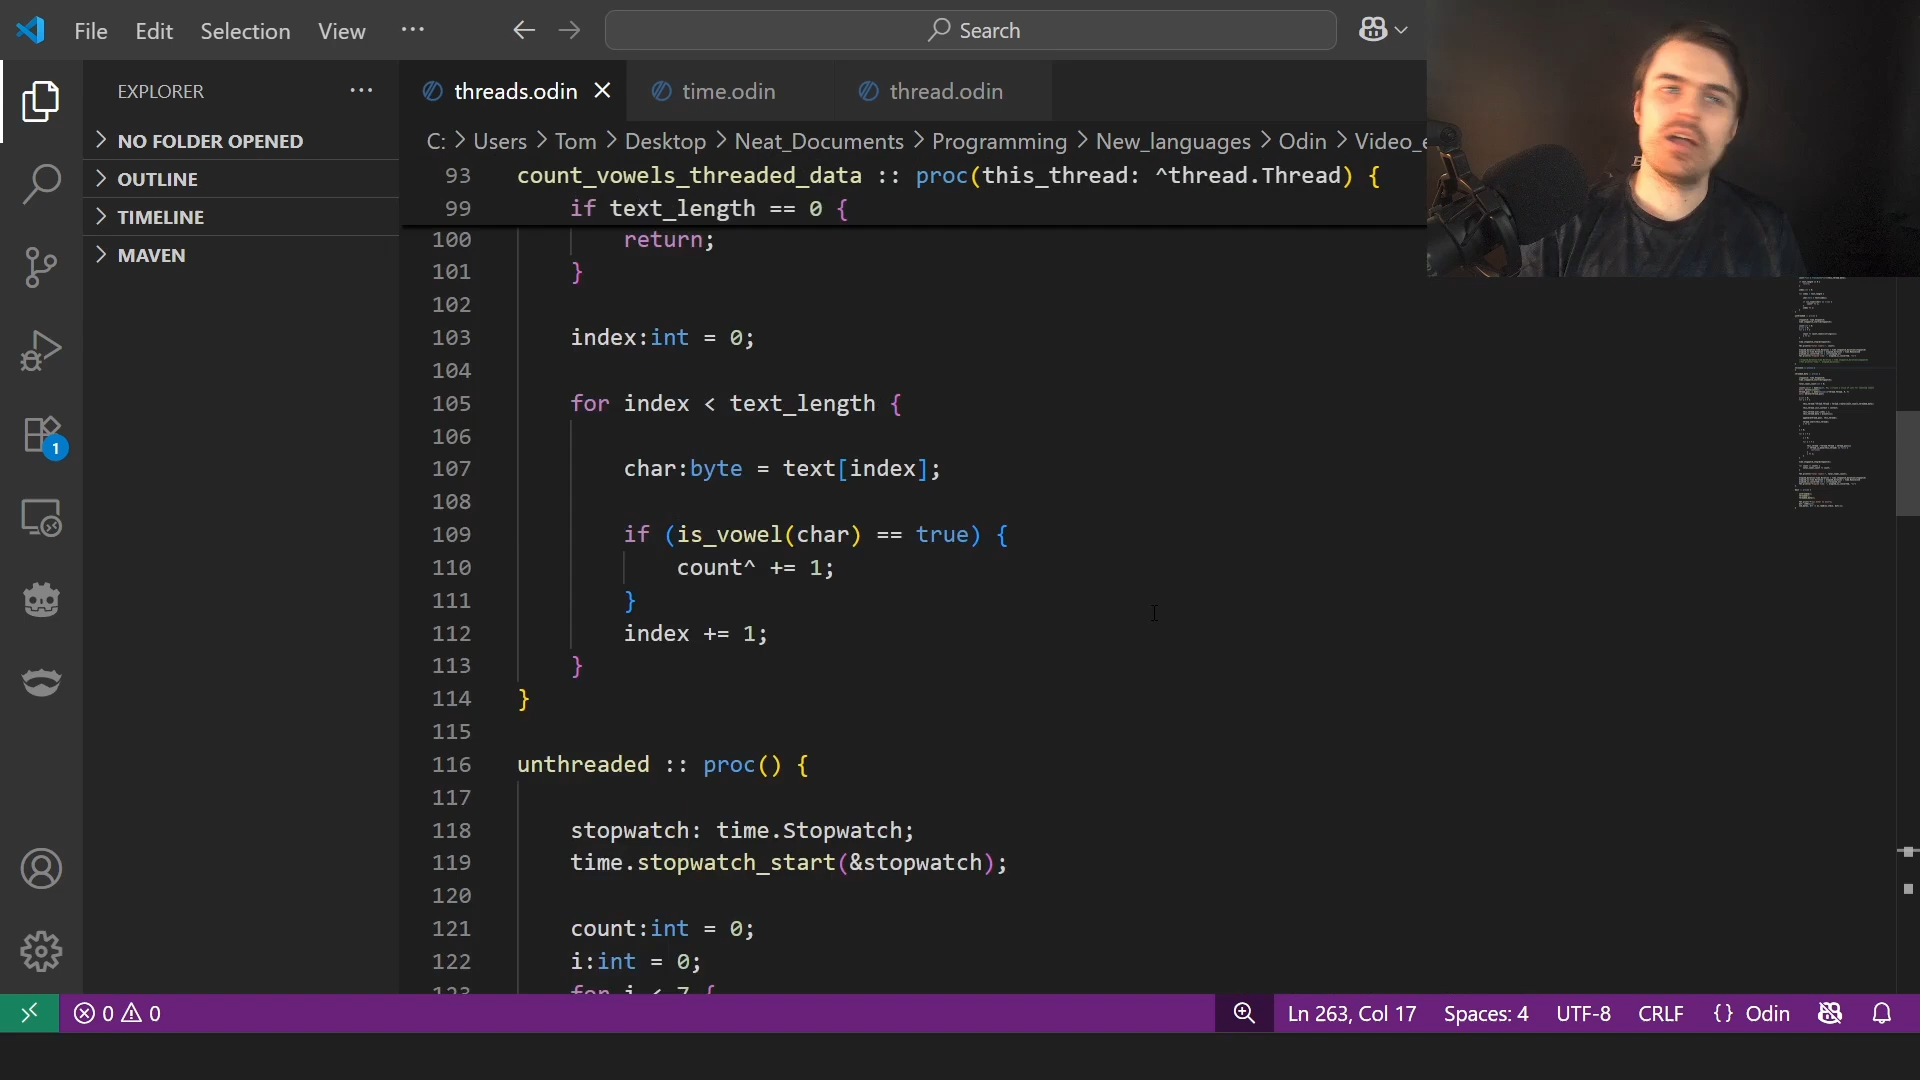 File Edit Selection View ··· Search
EXPLORER ···
NO FOLDER OPENED
OUTLINE
TIMELINE
MAVEN
1
threads.odin time.odin thread.odin
C: > Users > Tom > Desktop > Neat_Documents > Programming > New_languages > Odin > Video_
93 count_vowels_threaded_data :: proc(this_thread: ^thread.Thread) {
99 if text_length == 0 {
100 return;
101 }
102
103 index:int = 0;
104
105 for index < text_length {
106
107 char:byte = text[index];
108
109 if (is_vowel(char) == true) {
110 count^ += 1;
111 }
112 index += 1;
113 }
114 }
115
116 unthreaded :: proc() {
117
118 stopwatch: time.Stopwatch;
119 time.stopwatch_start(&stopwatch);
120
121 count:int = 0;
122 i:int = 0;
123 for i < 7 {
0 0 Ln 263, Col 17 Spaces: 4 UTF-8 CRLF {} Odin